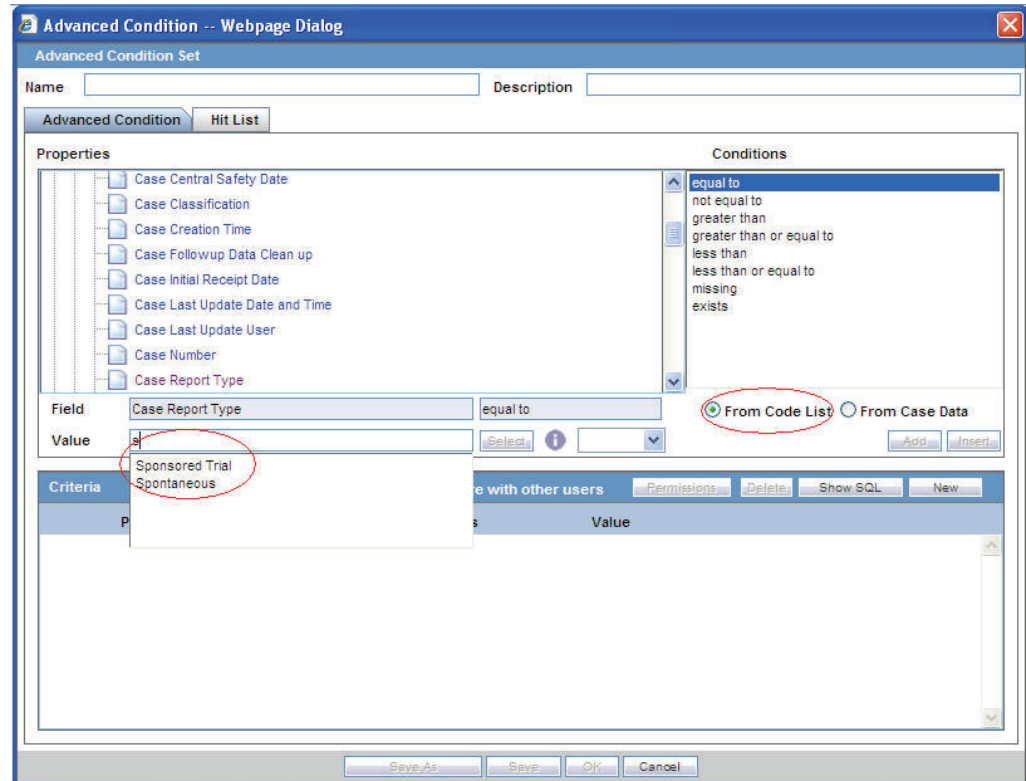 Advanced Condition -- Webpage Dialog
Advanced Condition Set
Name Description
Advanced Condition Hit List
Properties Conditions
Case Central Safety Date
Case Classification
Case Creation Time
Case Followup Data Clean up
Case Initial Receipt Date
Case Last Update Date and Time
Case Last Update User
Case Number
Case Report Type
equal to
not equal to
greater than
greater than or equal to
less than
less than or equal to
missing
exists
Field Case Report Type equal to From Code List From Case Data
Value s Select i Add Insert
Sponsored Trial
Spontaneous
Criteria re with other users Permissions Delete Show SQL New
P s Value
Save As Save OK Cancel